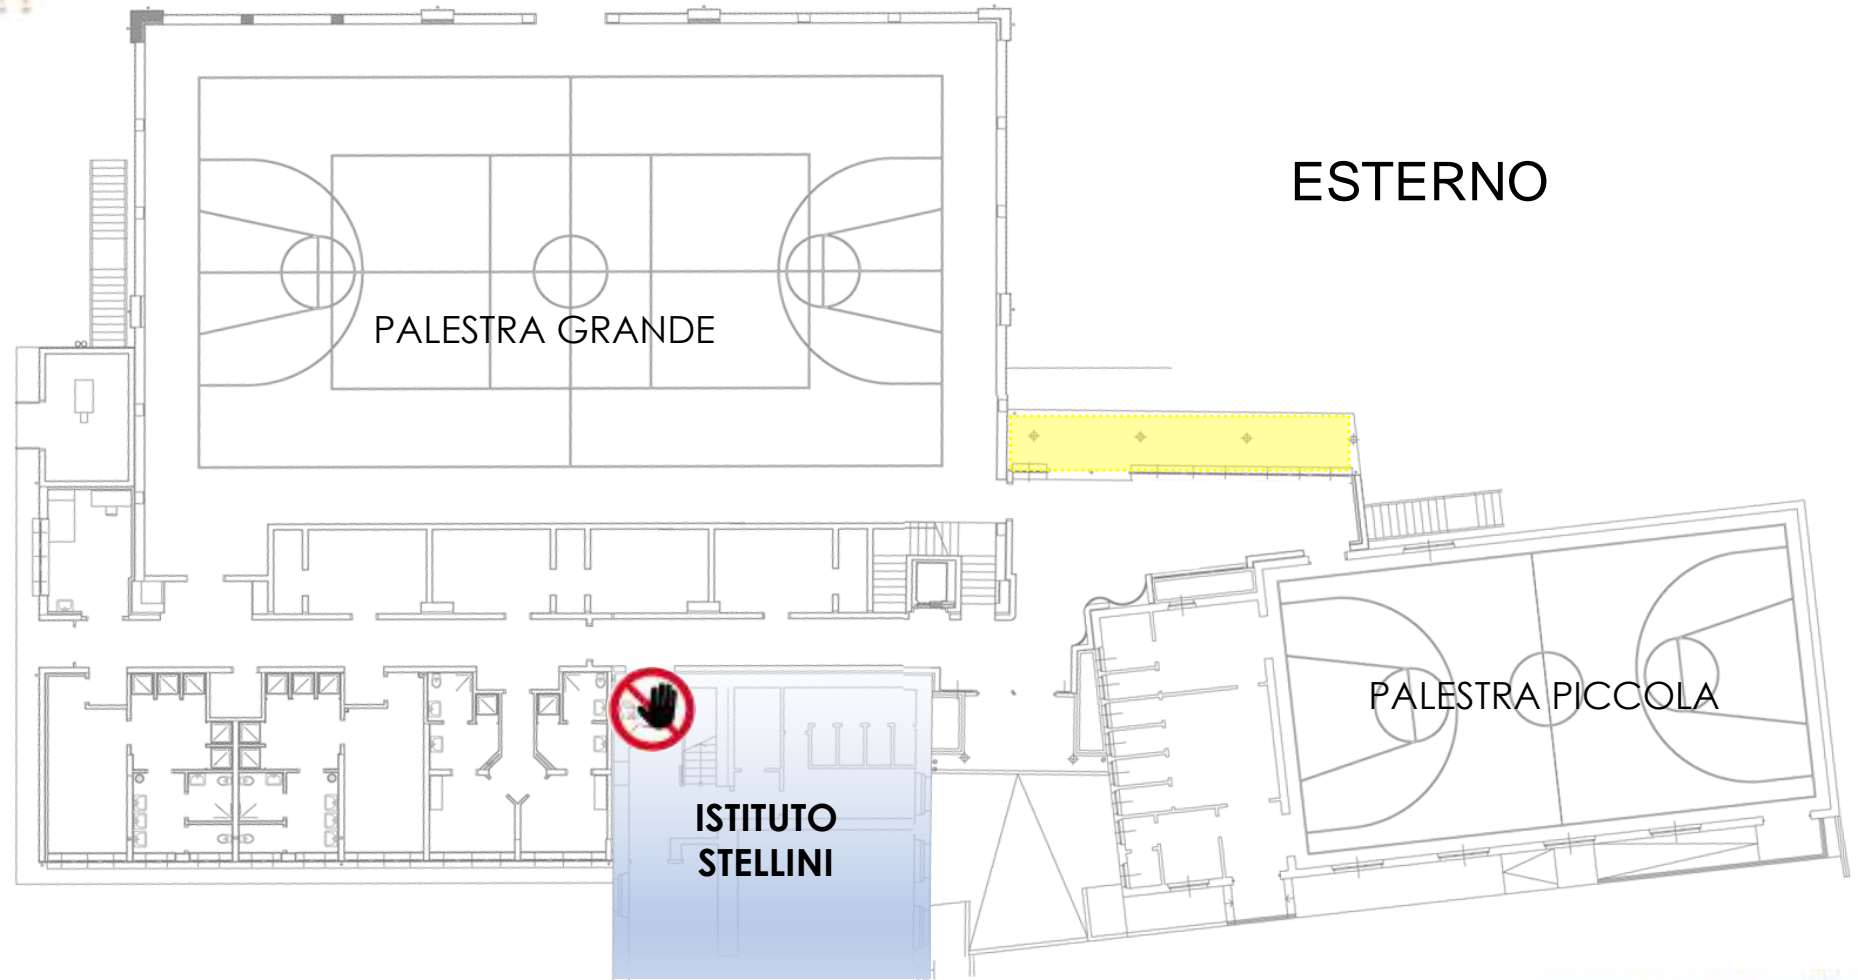 ESTERNO
PALESTRA GRANDE
PALESTRA PICCOLA
ISTITUTO
STELLINI